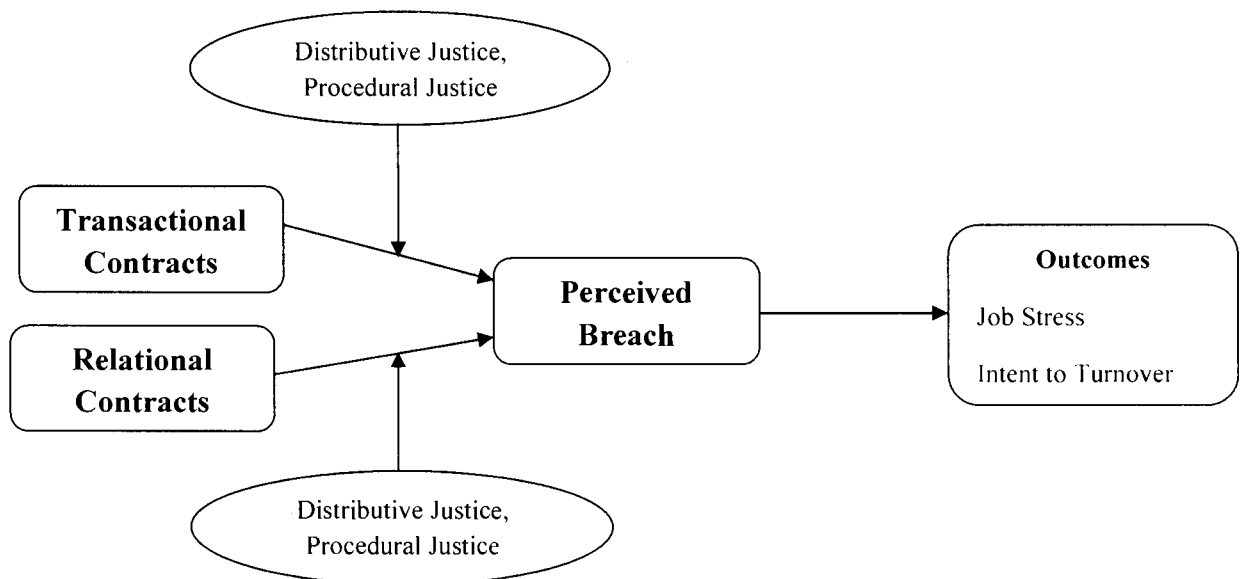 Distributive Justice,
Procedural Justice
Transactional
Contracts
Perceived
Breach
Outcomes
Job Stress
Intent to Turnover
Relational
Contracts
Distributive Justice,
Procedural Justice